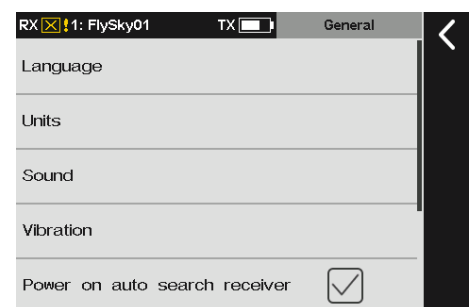 RX ! 1: FlySky01 TX General
Language
Units
Sound
Vibration
Power on auto search receiver